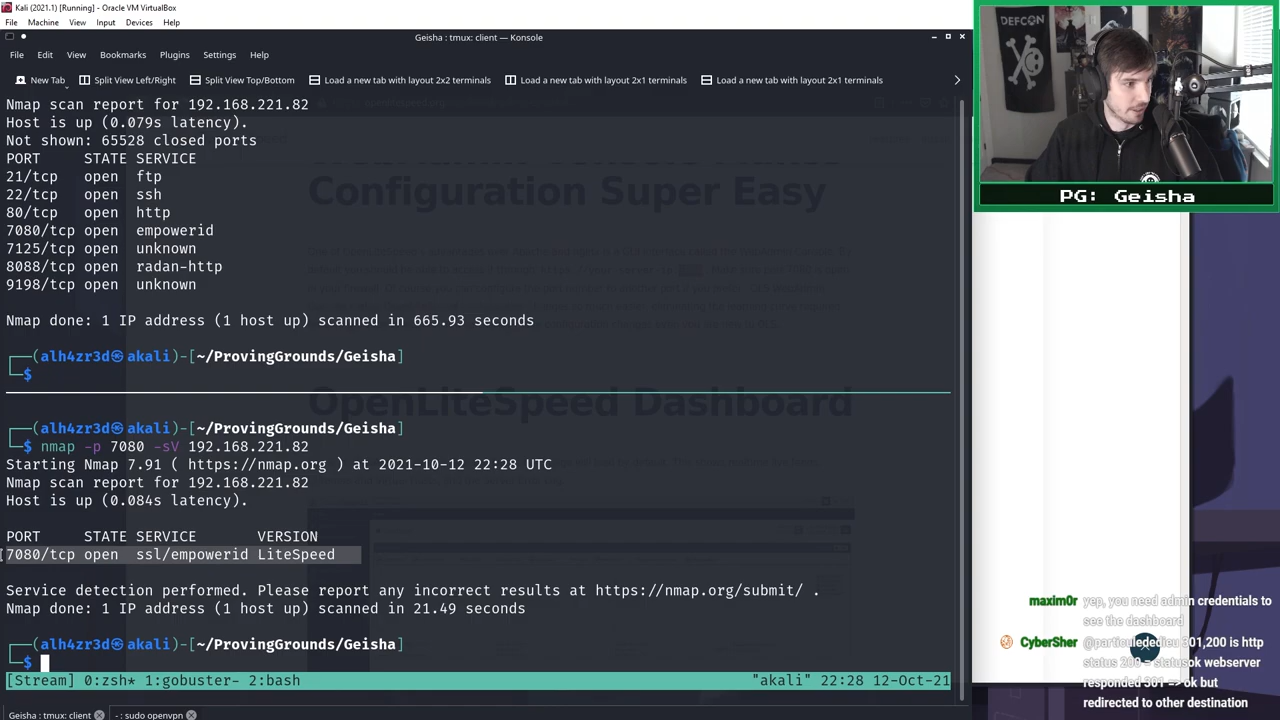 Kali (2021.1) [Running] - Oracle VM VirtualBox
File Machine View Input Devices Help
Geisha : tmux: client — Konsole
File Edit View Bookmarks Plugins Settings Help
New Tab Split View Left/Right Split View Top/Bottom Load a new tab with layout 2x2 terminals Load a new tab with layout 2x1 terminals Load a new tab with layout 2x1 terminals
Nmap scan report for 192.168.221.82
Host is up (0.079s latency).
Not shown: 65528 closed ports
PORT STATE SERVICE
21/tcp open ftp
22/tcp open ssh
80/tcp open http
7080/tcp open empowerid
7125/tcp open unknown
8088/tcp open radan-http
9198/tcp open unknown
Nmap done: 1 IP address (1 host up) scanned in 665.93 seconds
┌──(alh4zr3d㉿akali)-[~/ProvingGrounds/Geisha]
└─$
Configuration Super Easy
OpenLiteSpeed Dashboard
┌──(alh4zr3d㉿akali)-[~/ProvingGrounds/Geisha]
└─$ nmap -p 7080 -sV 192.168.221.82
Starting Nmap 7.91 ( https://nmap.org ) at 2021-10-12 22:28 UTC
Nmap scan report for 192.168.221.82
Host is up (0.084s latency).
PORT STATE SERVICE VERSION
7080/tcp open ssl/empowerid LiteSpeed
Service detection performed. Please report any incorrect results at https://nmap.org/submit/ .
Nmap done: 1 IP address (1 host up) scanned in 21.49 seconds
┌──(alh4zr3d㉿akali)-[~/ProvingGrounds/Geisha]
└─$
[Stream] 0:zsh* 1:gobuster- 2:bash "akali" 22:28 12-Oct-21
Geisha : tmux: client - : sudo openvpn
DEFCON
PG: Geisha
maxim0r yep, you need admin credentials to
see the dashboard
CyberSher @particulededieu 301,200 is http
status 200 = statusok webserver
responded 301 => ok but
redirected to other destination